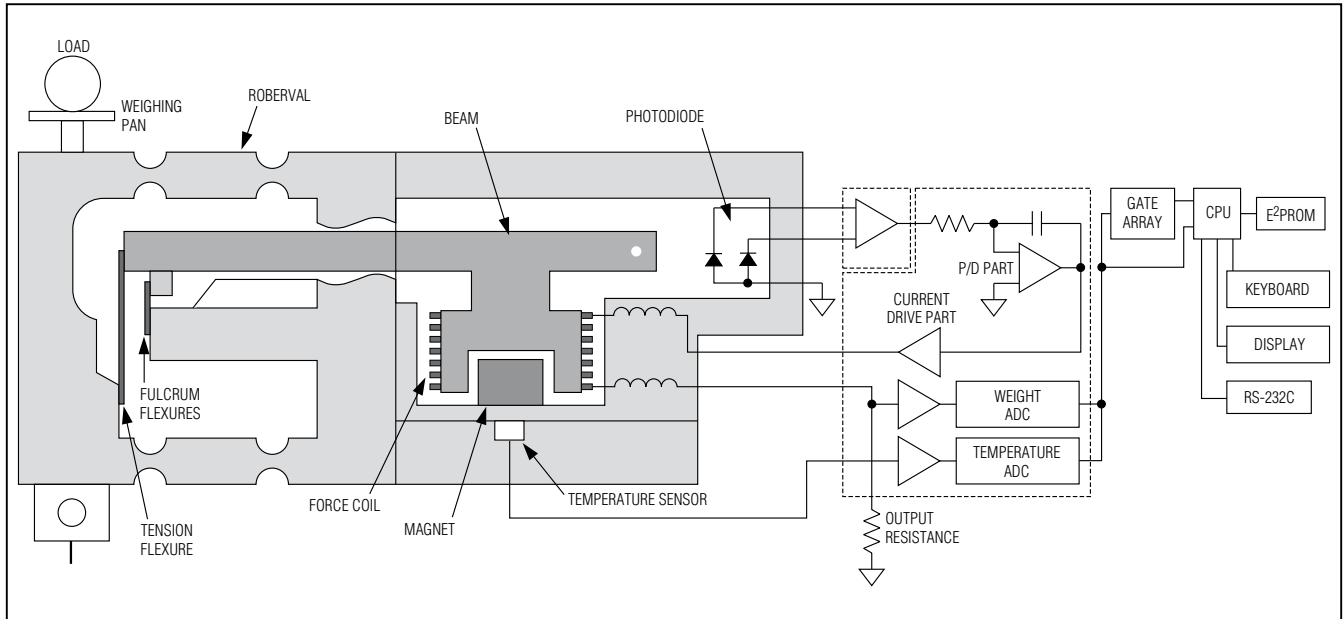 LOAD
WEIGHING
PAN
ROBERVAL
BEAM
PHOTODIODE
GATE
ARRAY
CPU
E²PROM
P/D PART
KEYBOARD
CURRENT
DRIVE PART
DISPLAY
FULCRUM
FLEXURES
WEIGHT
ADC
RS-232C
TEMPERATURE
ADC
FORCE COIL
TEMPERATURE SENSOR
MAGNET
OUTPUT
RESISTANCE
TENSION
FLEXURE